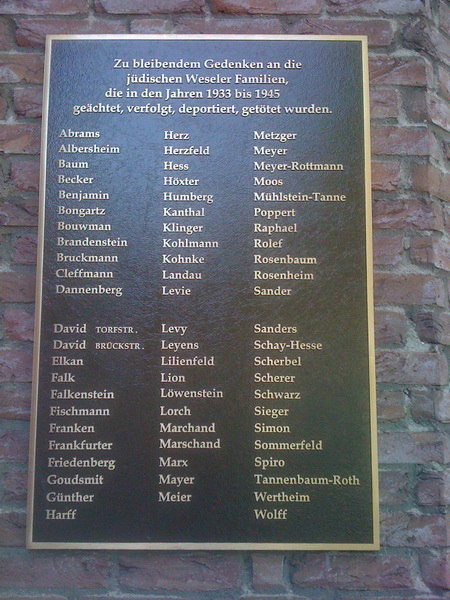 Zu bleibendem Gedenken an die
jüdischen Weseler Familien,
die in den Jahren 1933 bis 1945
geächtet, verfolgt, deportiert, getötet wurden.
Abrams
Albersheim
Baum
Becker
Benjamin
Bongartz
Bouwman
Brandenstein
Bruckmann
Cleffmann
Dannenberg
David TORFSTR.
David BRÜCKSTR.
Elkan
Falk
Falkenstein
Fischmann
Franken
Frankfurter
Friedenberg
Goudsmit
Günther
Harff
Herz
Herzfeld
Hess
Höxter
Humberg
Kanthal
Klinger
Kohlmann
Kohnke
Landau
Levie
Levy
Leyens
Lilienfeld
Lion
Löwenstein
Lorch
Marchand
Marschand
Marx
Mayer
Meier
Metzger
Meyer
Meyer-Rottmann
Moos
Mühlstein-Tanne
Poppert
Raphael
Rolef
Rosenbaum
Rosenheim
Sander
Sanders
Schay-Hesse
Scherbel
Scherer
Schwarz
Sieger
Simon
Sommerfeld
Spiro
Tannenbaum-Roth
Wertheim
Wolff